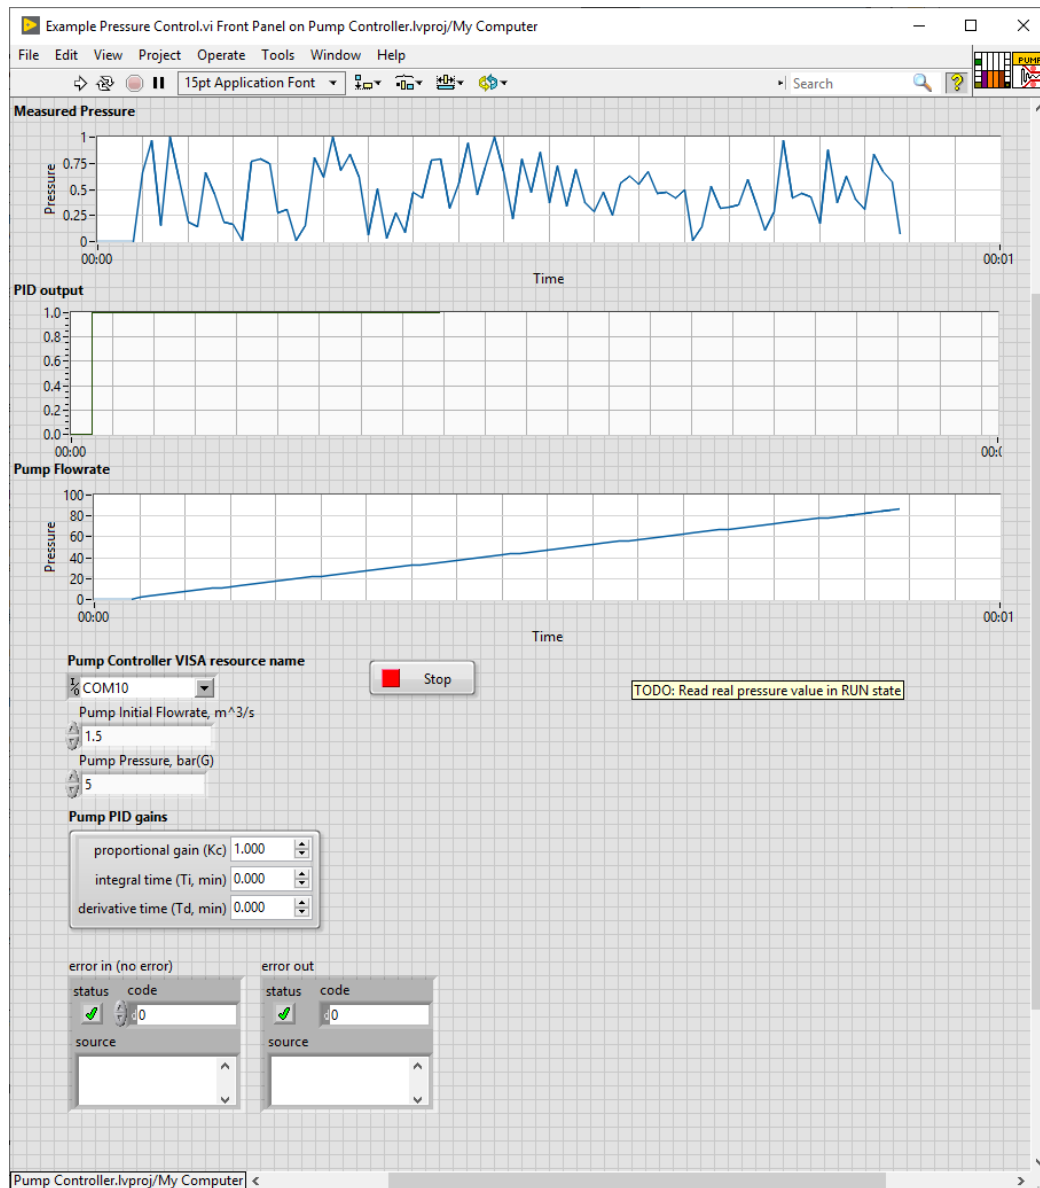 Example Pressure Control.vi Front Panel on Pump Controller.lvproj/My Computer
File Edit View Project Operate Tools Window Help
15pt Application Font
Search
PUMP
Measured Pressure
1
0.75
0.5
0.25
0
Pressure
00:00
00:01
Time
PID output
1.0
0.8
0.6
0.4
0.2
0.0
00:00
00:(
Pump Flowrate
100
80
60
40
20
0
Pressure
00:00
00:01
Time
Pump Controller VISA resource name
COM10
Stop
TODO: Read real pressure value in RUN state
Pump Initial Flowrate, m^3/s
1.5
Pump Pressure, bar(G)
5
Pump PID gains
proportional gain (Kc) 1.000
integral time (Ti, min) 0.000
derivative time (Td, min) 0.000
error in (no error)
status code
d0
source
error out
status code
d0
source
Pump Controller.lvproj/My Computer